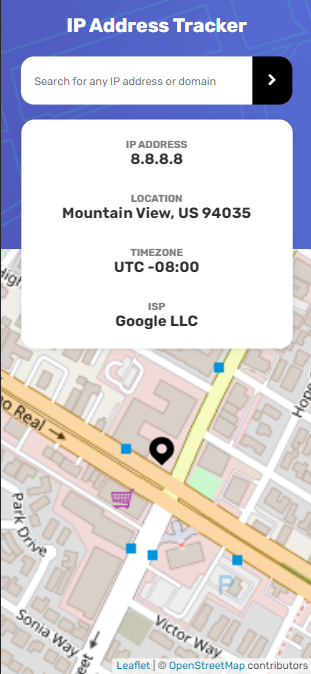 IP Address Tracker
Search for any IP address or domain
IP ADDRESS
8.8.8.8
LOCATION
Mountain View, US 94035
TIMEZONE
UTC -08:00
ISP
Google LLC
Real
Park Drive
Sonia Way
Victor Way
P
Leaflet | © OpenStreetMap contributors